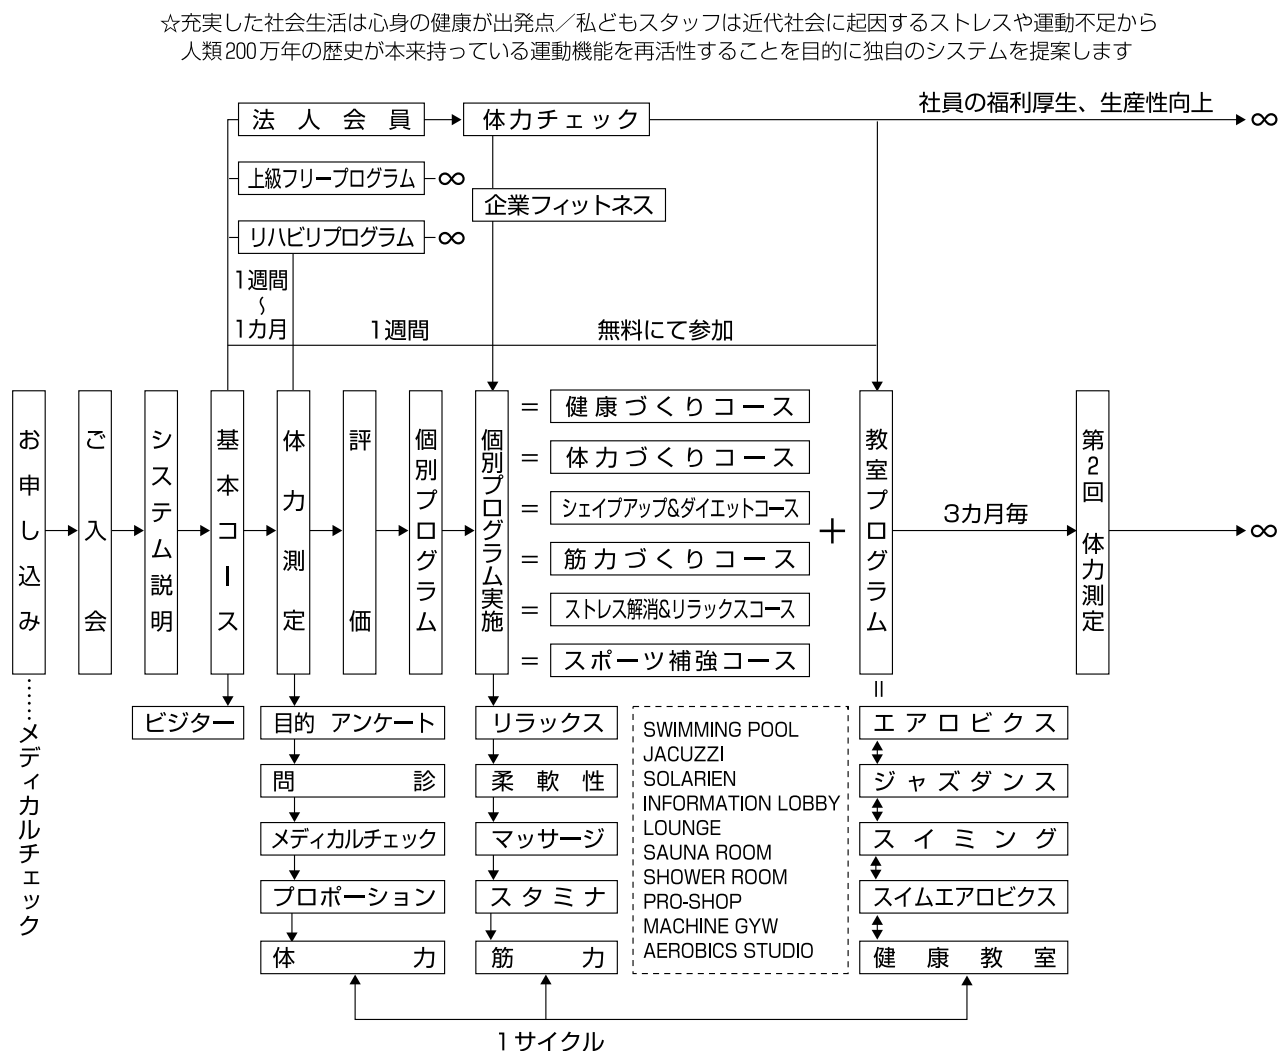 ☆充実した社会生活は心身の健康が出発点／私どもスタッフは近代社会に起因するストレスや運動不足から
人類200万年の歴史が本来持っている運動機能を再活性することを目的に独自のシステムを提案します
法人会員
体力チェック
社員の福利厚生、生産性向上
∞
上級フリープログラム
∞
企業フィットネス
リハビリプログラム
∞
1週間
〜
1カ月
1週間
無料にて参加
お申し込み
ご入会
システム説明
基本コース
体力測定
評価
個別プログラム
個別プログラム実施
= 健康づくりコース
= 体力づくりコース
= シェイプアップ&ダイエットコース
= 筋力づくりコース
= ストレス解消&リラックスコース
= スポーツ補強コース
+
教室プログラム
3カ月毎
第2回 体力測定
∞
……メディカルチェック
ビジター
目的 アンケート
問診
メディカルチェック
プロポーション
体力
リラックス
柔軟性
マッサージ
スタミナ
筋力
SWIMMING POOL
JACUZZI
SOLARIEN
INFORMATION LOBBY
LOUNGE
SAUNA ROOM
SHOWER ROOM
PRO-SHOP
MACHINE GYW
AEROBICS STUDIO
=
エアロビクス
ジャズダンス
スイミング
スイムエアロビクス
健康教室
1サイクル